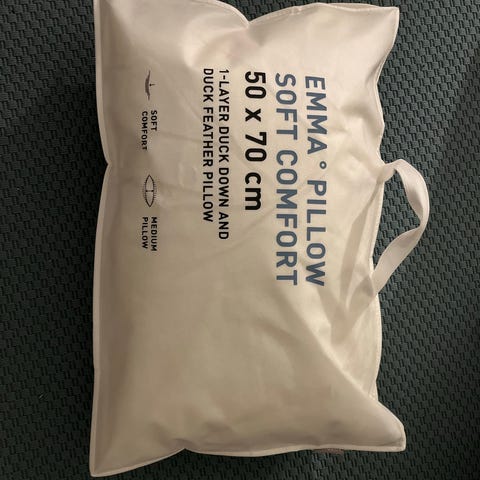 EMMA° PILLOW
SOFT COMFORT
50 x 70 cm
1-LAYER DUCK DOWN AND
DUCK FEATHER PILLOW
SOFT
COMFORT
MEDIUM
PILLOW